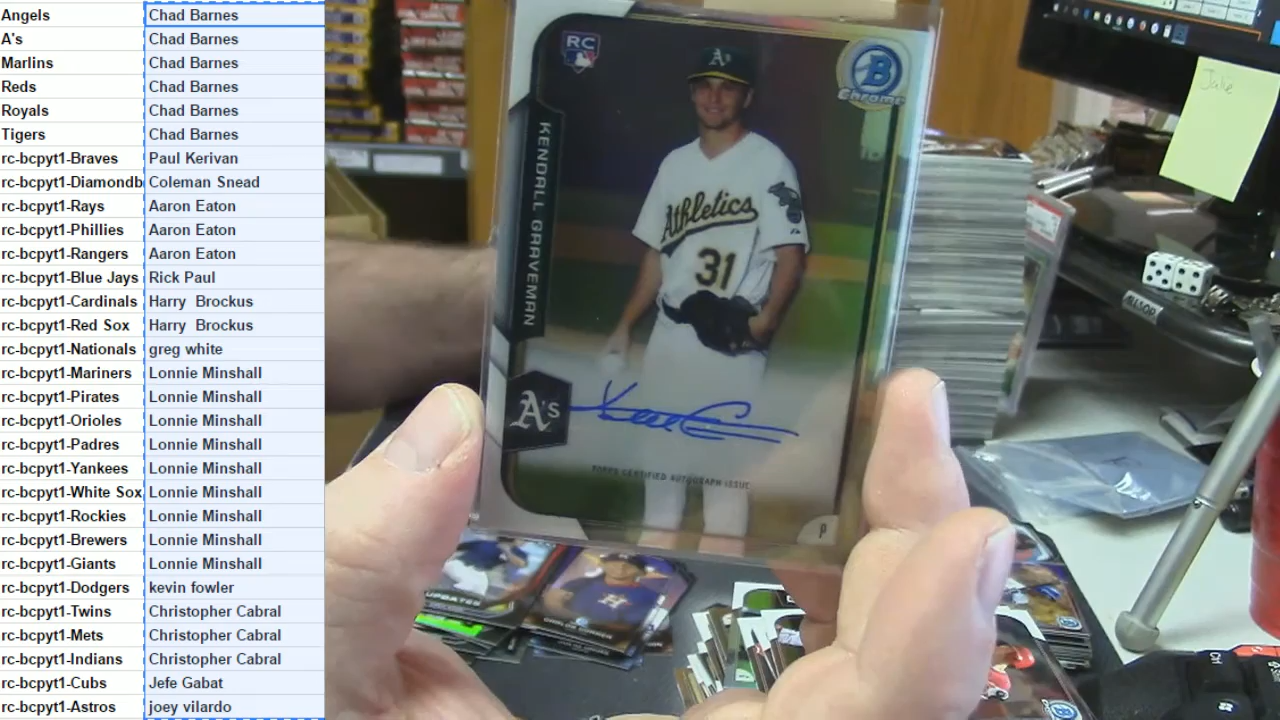 Angels Chad Barnes
A's Chad Barnes
Marlins Chad Barnes
Reds Chad Barnes
Royals Chad Barnes
Tigers Chad Barnes
rc-bcpyt1-Braves Paul Kerivan
rc-bcpyt1-Diamondb Coleman Snead
rc-bcpyt1-Rays Aaron Eaton
rc-bcpyt1-Phillies Aaron Eaton
rc-bcpyt1-Rangers Aaron Eaton
rc-bcpyt1-Blue Jays Rick Paul
rc-bcpyt1-Cardinals Harry  Brockus
rc-bcpyt1-Red Sox Harry  Brockus
rc-bcpyt1-Nationals greg white
rc-bcpyt1-Mariners Lonnie Minshall
rc-bcpyt1-Pirates Lonnie Minshall
rc-bcpyt1-Orioles Lonnie Minshall
rc-bcpyt1-Padres Lonnie Minshall
rc-bcpyt1-Yankees Lonnie Minshall
rc-bcpyt1-White Sox Lonnie Minshall
rc-bcpyt1-Rockies Lonnie Minshall
rc-bcpyt1-Brewers Lonnie Minshall
rc-bcpyt1-Giants Lonnie Minshall
rc-bcpyt1-Dodgers kevin fowler
rc-bcpyt1-Twins Christopher Cabral
rc-bcpyt1-Mets Christopher Cabral
rc-bcpyt1-Indians Christopher Cabral
rc-bcpyt1-Cubs Jefe Gabat
rc-bcpyt1-Astros joey vilardo
RC
B
Chrome
A's
KENDALL GRAVEMAN
Athletics
31
A's
TOPPS CERTIFIED AUTOGRAPH ISSUE
P
Jake
ALLSOP
UPDATES
Ctrl